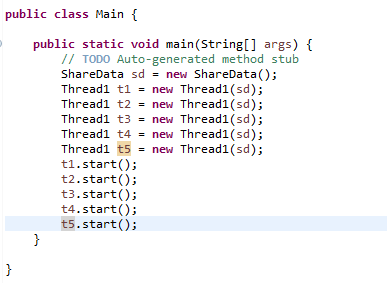 public class Main {
public static void main(String[] args) {
// TODO Auto-generated method stub
ShareData sd = new ShareData();
Thread1 t1 = new Thread1(sd);
Thread1 t2 = new Thread1(sd);
Thread1 t3 = new Thread1(sd);
Thread1 t4 = new Thread1(sd);
Thread1 t5 = new Thread1(sd);
t1.start();
t2.start();
t3.start();
t4.start();
t5.start();
}
}